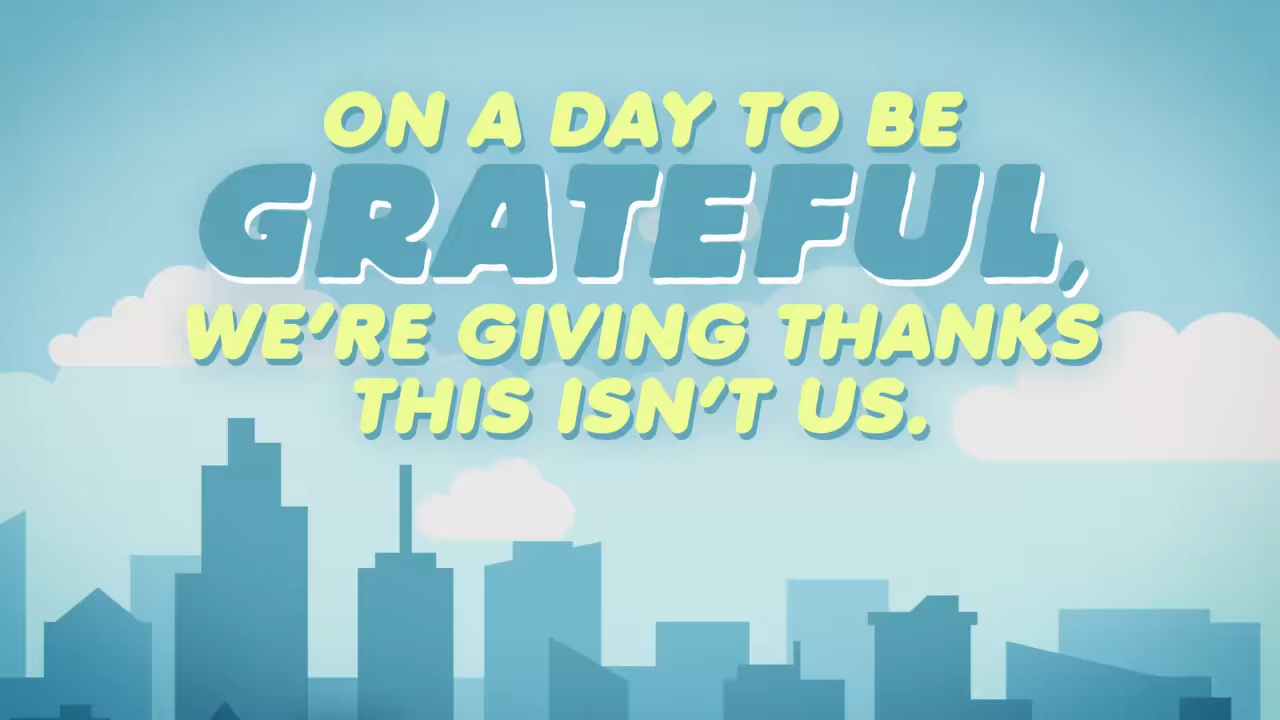 ON A DAY TO BE
GRATEFUL,
WE'RE GIVING THANKS
THIS ISN'T US.